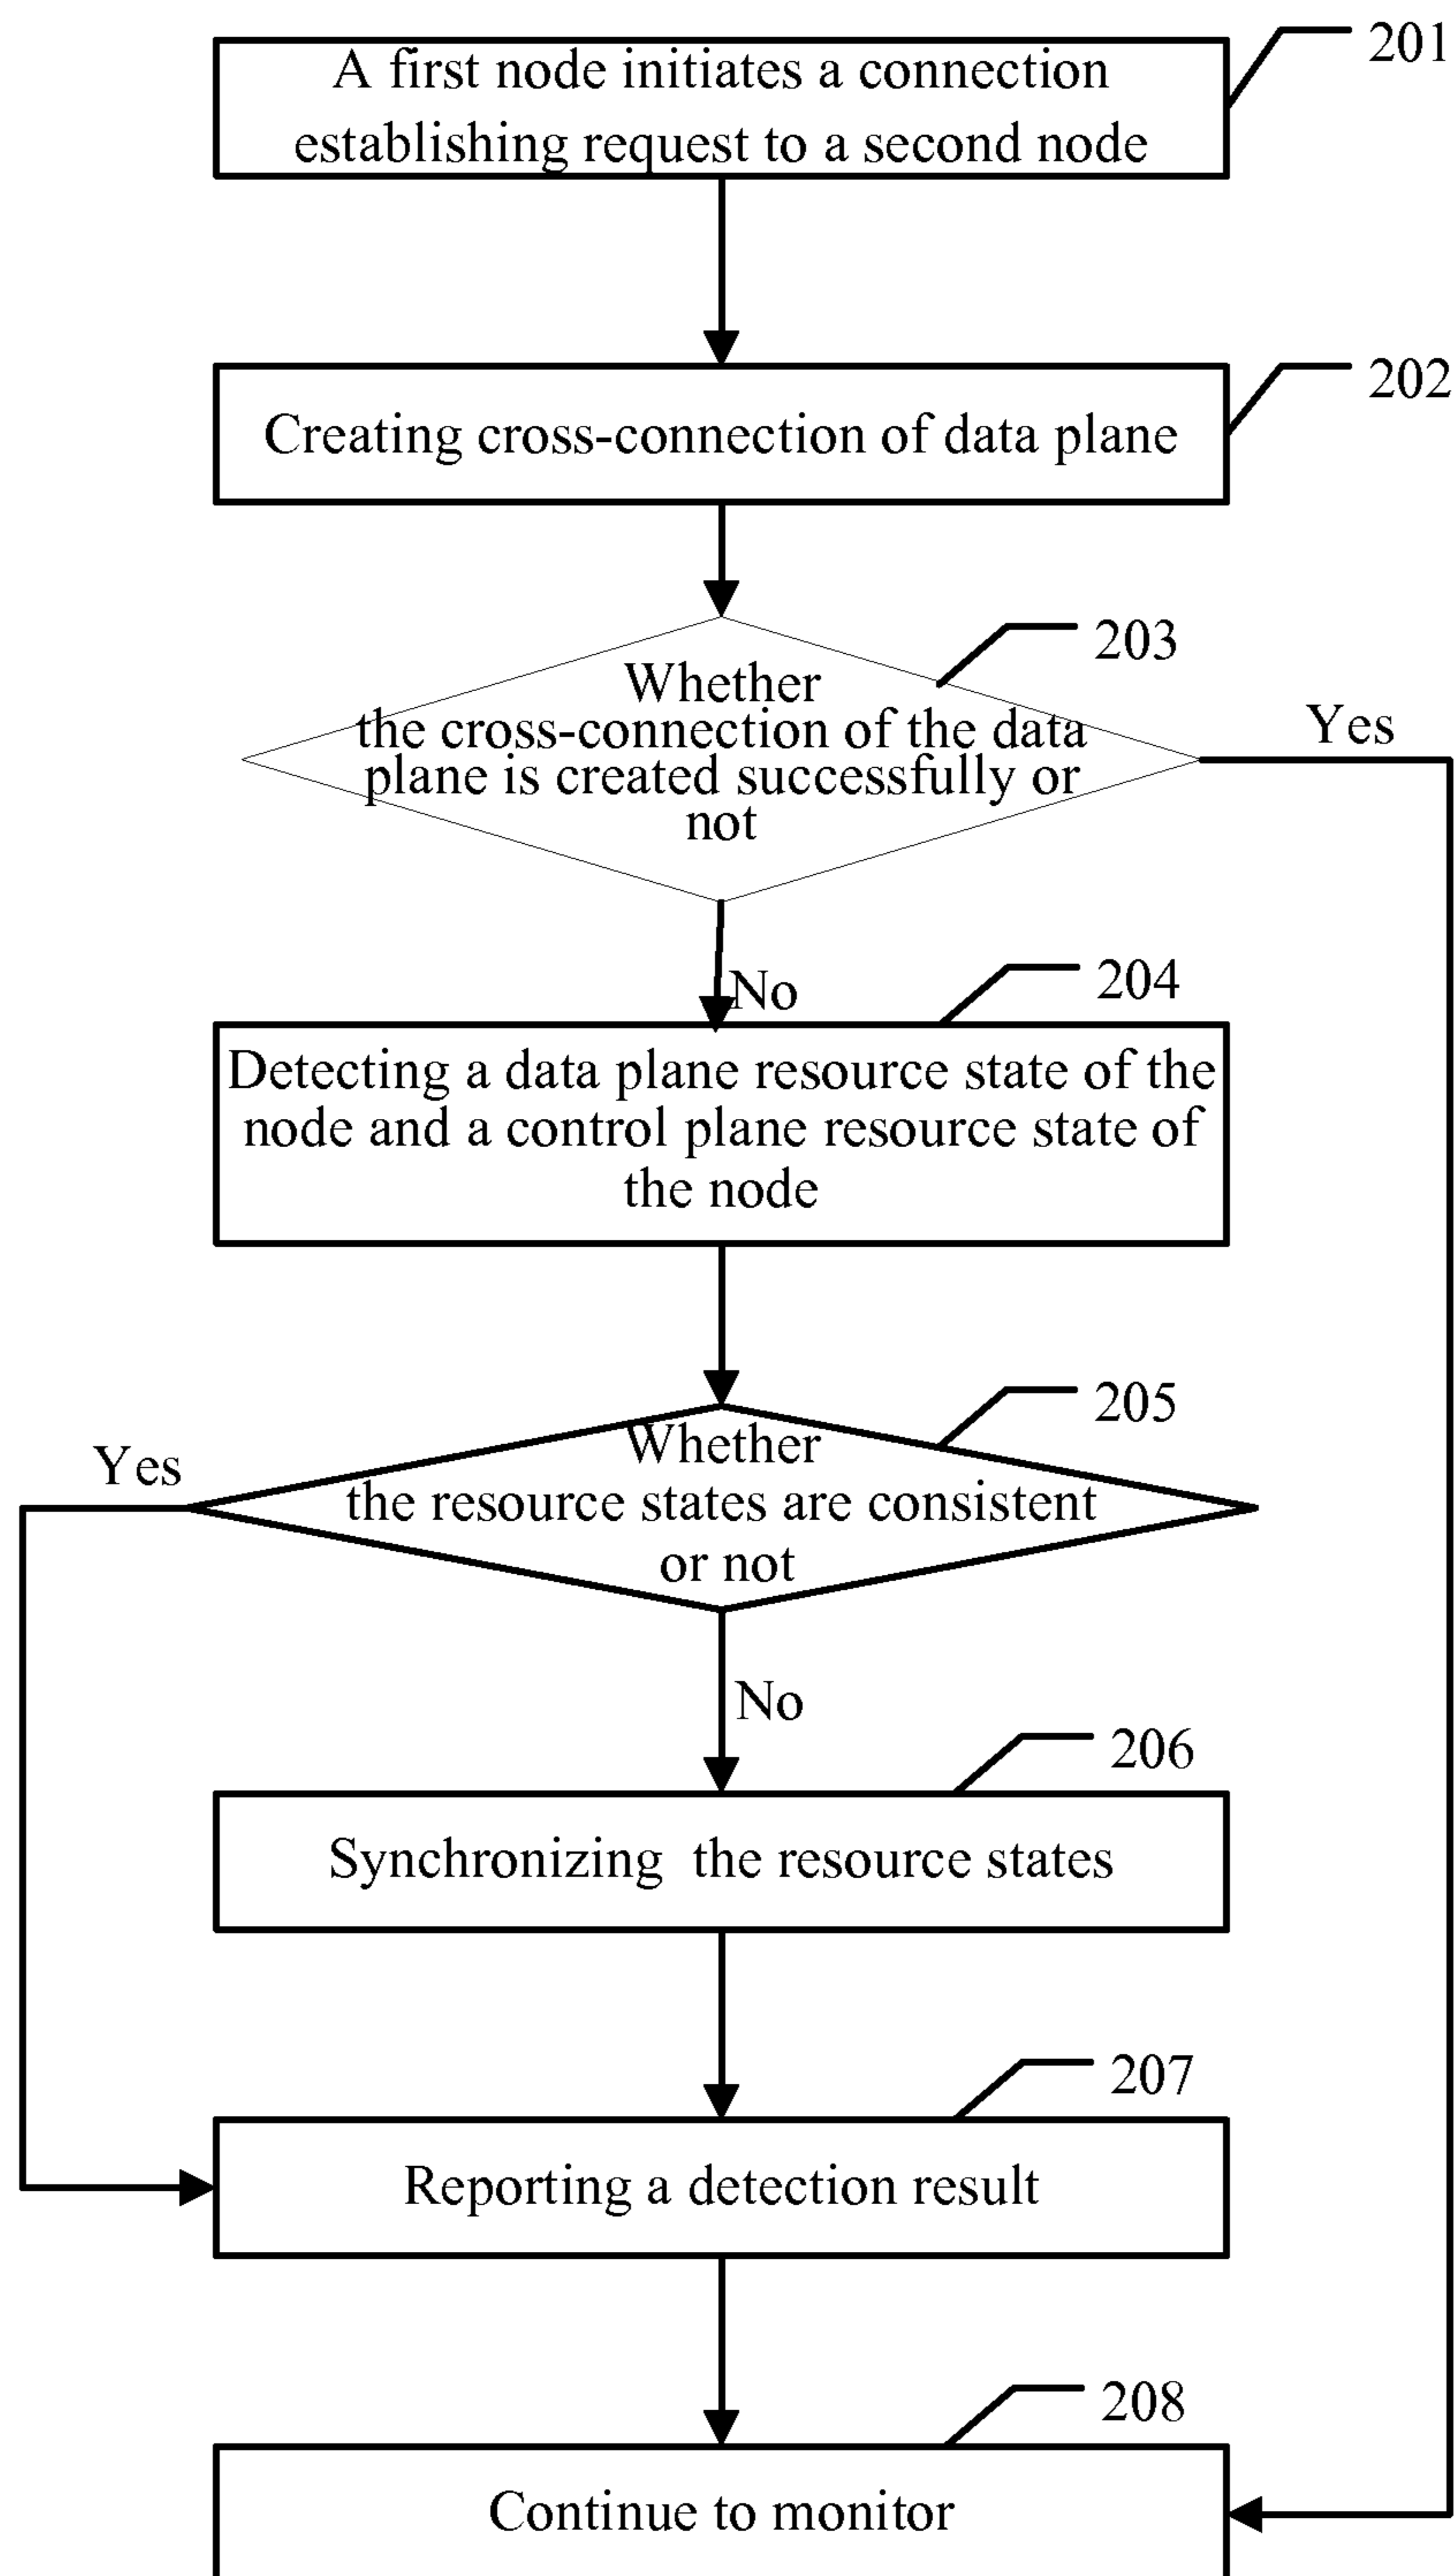 201
A first node initiates a connection
establishing request to a second node
202
Creating cross-connection of data plane
203
Whether
the cross-connection of the data
plane is created successfully or
not
Yes
No
204
Detecting a data plane resource state of the
node and a control plane resource state of
the node
205
Whether
the resource states are consistent
or not
Yes
No
206
Synchronizing the resource states
207
Reporting a detection result
208
Continue to monitor